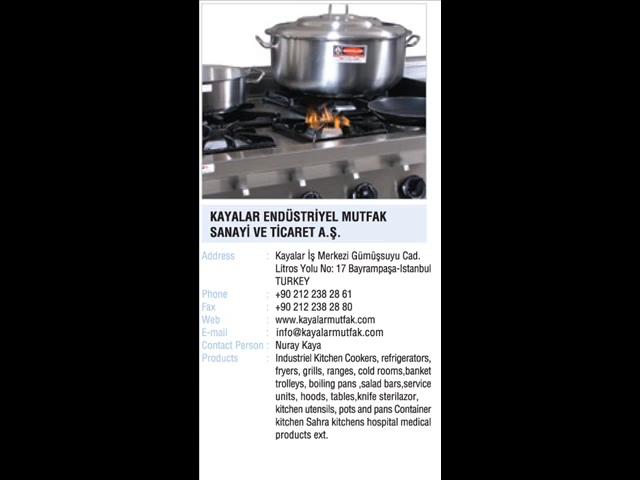 KAYALAR ENDÜSTRİYEL MUTFAK
SANAYİ VE TİCARET A.Ş.
Address : Kayalar İş Merkezi Gümüşsuyu Cad.
Litros Yolu No: 17 Bayrampaşa-Istanbul
TURKEY
Phone : +90 212 238 28 61
Fax : +90 212 238 28 80
Web : www.kayalarmutfak.com
E-mail : info@kayalarmutfak.com
Contact Person : Nuray Kaya
Products : Industriel Kitchen Cookers, refrigerators,
fryers, grills, ranges, cold rooms,banket
trolleys, boiling pans ,salad bars,service
units, hoods, tables,knife sterilazor,
kitchen utensils, pots and pans Container
kitchen Sahra kitchens hospital medical
products ext.